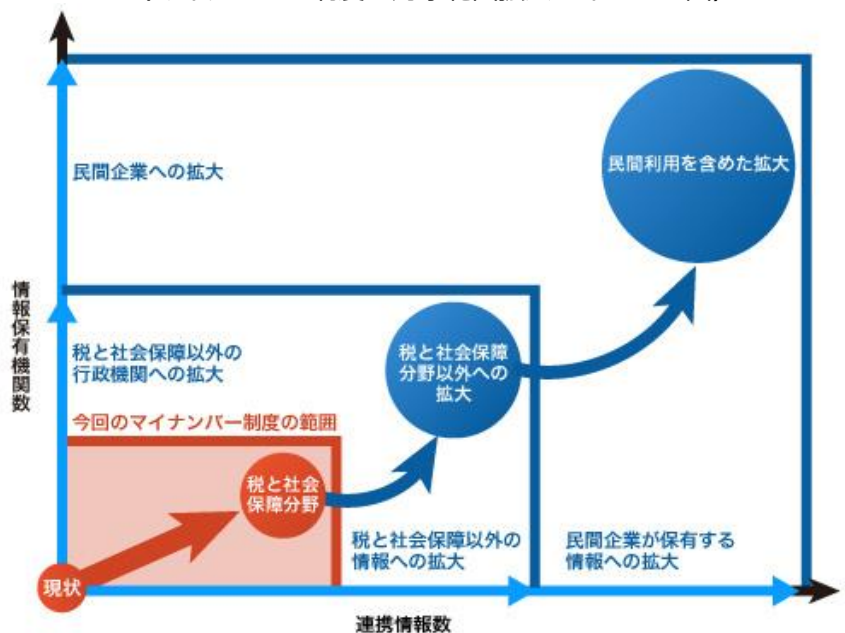 民間企業への拡大
民間利用を含めた拡大
情報保有機関数
税と社会保障以外の
行政機関への拡大
税と社会保障
分野以外への
拡大
今回のマイナンバー制度の範囲
税と社会
保障分野
税と社会保障以外の
情報への拡大
民間企業が保有する
情報への拡大
現状
連携情報数